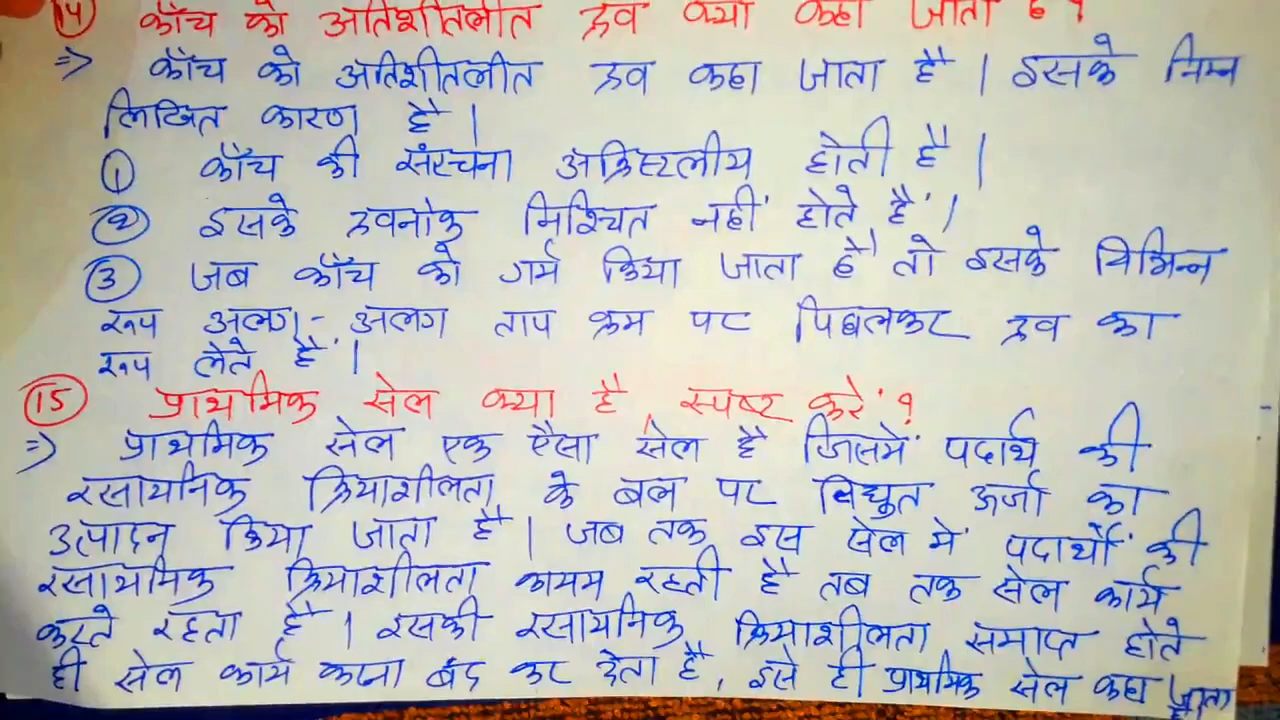 14) काँच को अतिशीतलीत द्रव क्या कहा जाता है ?
⇒ काँच को अतिशीतलीत द्रव कहा जाता है | इसके निम्न
लिखित कारण है |
① काँच की संरचना अक्रिस्टलीय होती है |
② इसके द्रवनांक निश्चित नहीं होते हैं |
③ जब काँच को गर्म किया जाता है तो इसके विभिन्न
रूप अलग-अलग ताप क्रम पर पिघलकर द्रव का
रूप लेते हैं |
15) प्राथमिक सेल क्या है, स्पष्ट करें ?
⇒ प्राथमिक सेल एक ऐसा सेल है जिसमें पदार्थ की
रसायनिक क्रियाशीलता के बल पर विद्युत ऊर्जा का
उत्पादन किया जाता है | जब तक इस सेल में पदार्थों की
रसायनिक क्रियाशीलता कायम रहती है तब तक सेल कार्य
करते रहता है | इसकी रसायनिक क्रियाशीलता समाप्त होते
ही सेल कार्य करना बंद कर देता है, इसे ही प्राथमिक सेल कहा जाता
है